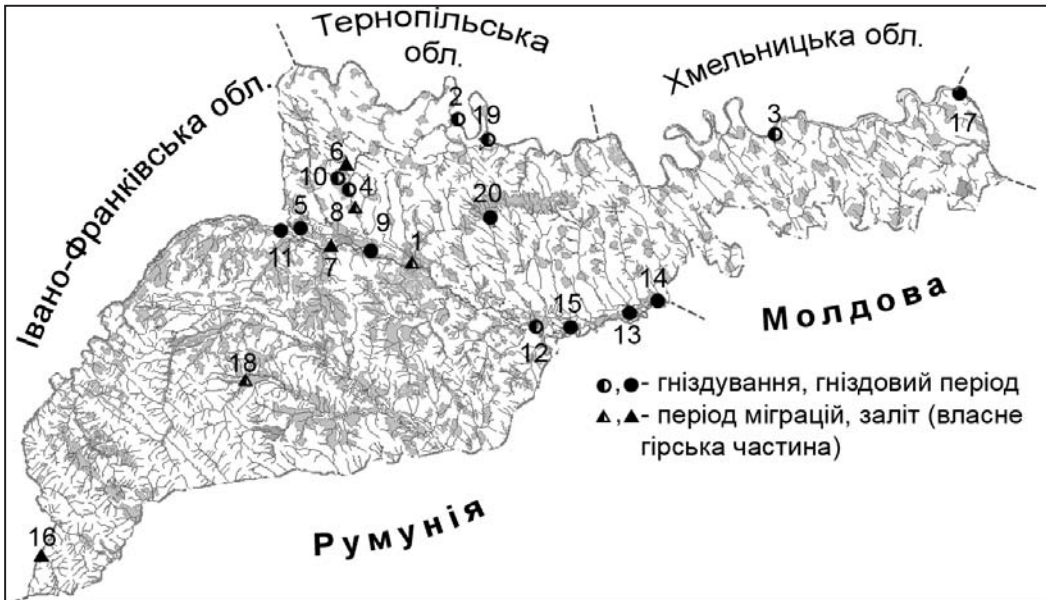 Тернопільська
обл.
Хмельницька обл.
Івано-Франківська обл.
2
19
3
17
6
10
4
20
8
5
9
1
11
7
14
15
13
12
18
16
Молдова
Румунія
, - гніздування, гніздовий період
, - період міграцій, заліт (власне
гірська частина)